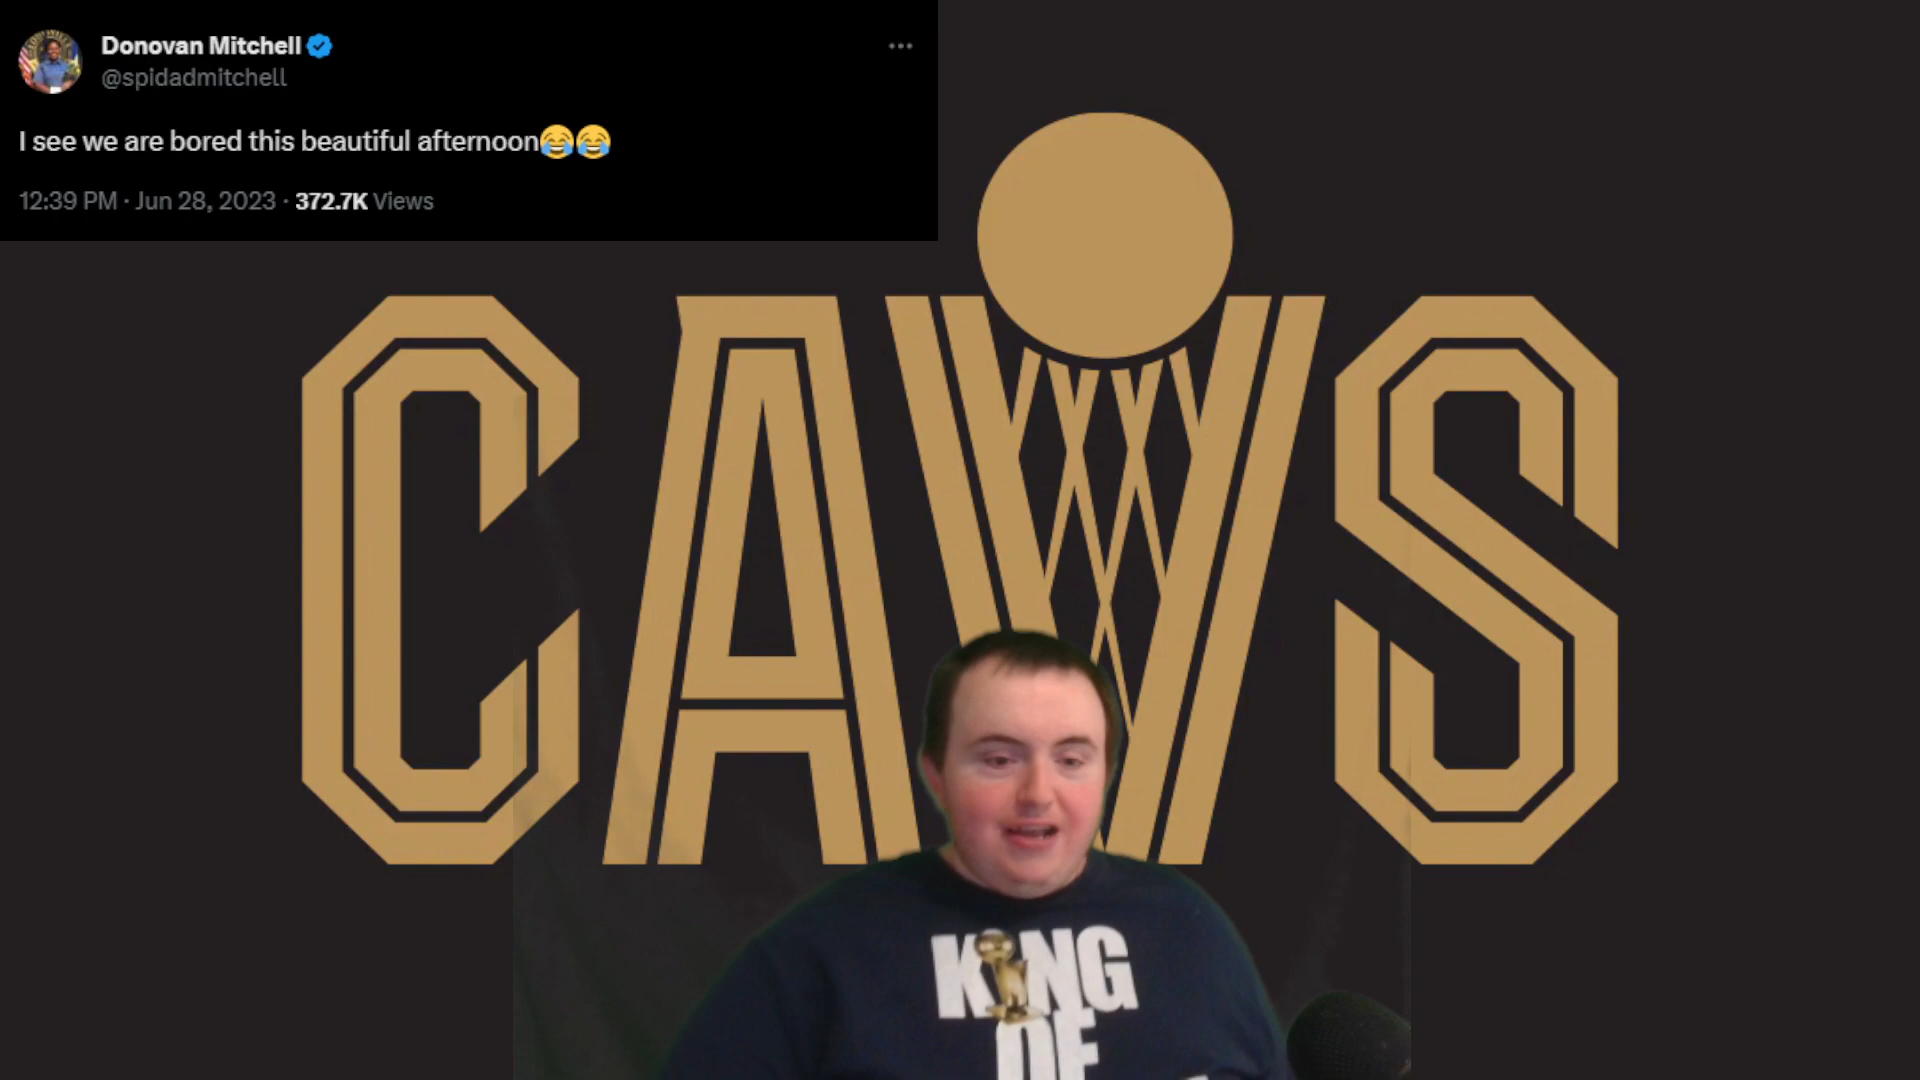 Donovan Mitchell
@spidadmitchell
I see we are bored this beautiful afternoon😂😂
12:39 PM · Jun 28, 2023 · 372.7K Views
CAVS
KING
OF